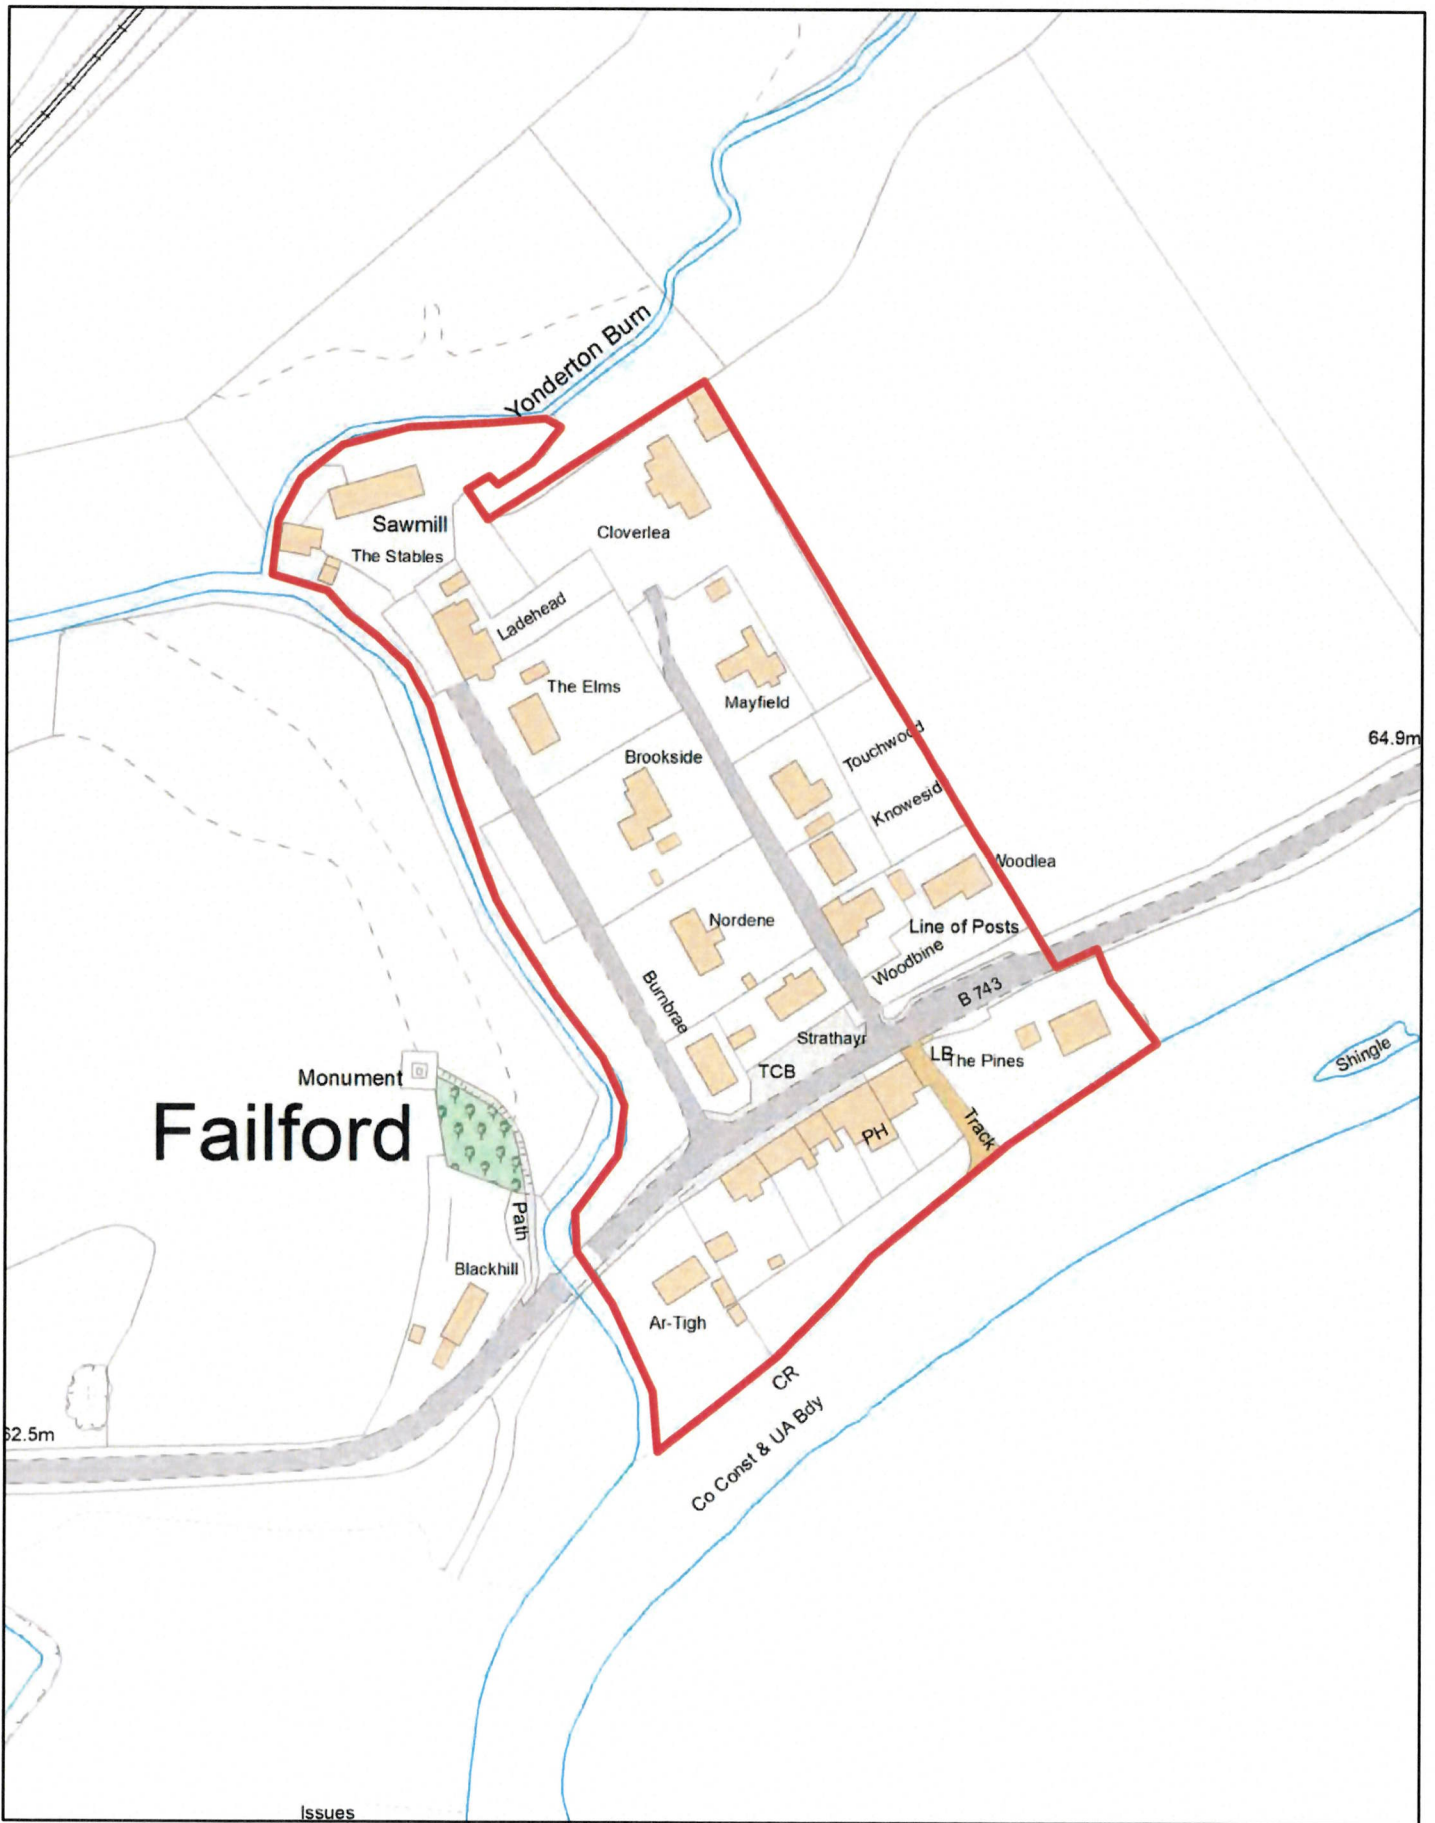 Yonderton Burn
Sawmill
The Stables
Cloverlea
Ladehead
The Elms
Mayfield
Brookside
Touchwood
64.9m
Knowesid
Woodlea
Nordene
Line of Posts
Woodbine
Burnbrae
B 743
Strathayr
LB
The Pines
Shingle
TCB
Monument
Failford
PH
Track
Path
Blackhill
Ar-Tigh
CR
Co Const & UA Bdy
62.5m
Issues